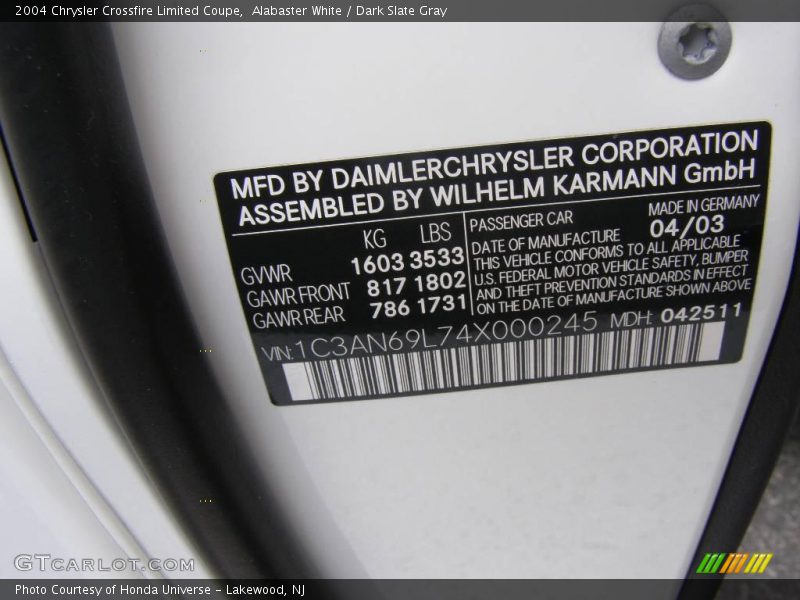 2004 Chrysler Crossfire Limited Coupe,  Alabaster White / Dark Slate Gray
MFD BY DAIMLERCHRYSLER CORPORATION
ASSEMBLED BY WILHELM KARMANN GmbH
KG LBS
GVWR 1603 3533
GAWR FRONT 817 1802
GAWR REAR 786 1731
PASSENGER CAR MADE IN GERMANY
DATE OF MANUFACTURE 04/03
THIS VEHICLE CONFORMS TO ALL APPLICABLE
U.S. FEDERAL MOTOR VEHICLE SAFETY, BUMPER
AND THEFT PREVENTION STANDARDS IN EFFECT
ON THE DATE OF MANUFACTURE SHOWN ABOVE
VIN: 1C3AN69L74X000245 MDH: 042511
GTCARLOT.COM
Photo Courtesy of Honda Universe - Lakewood, NJ